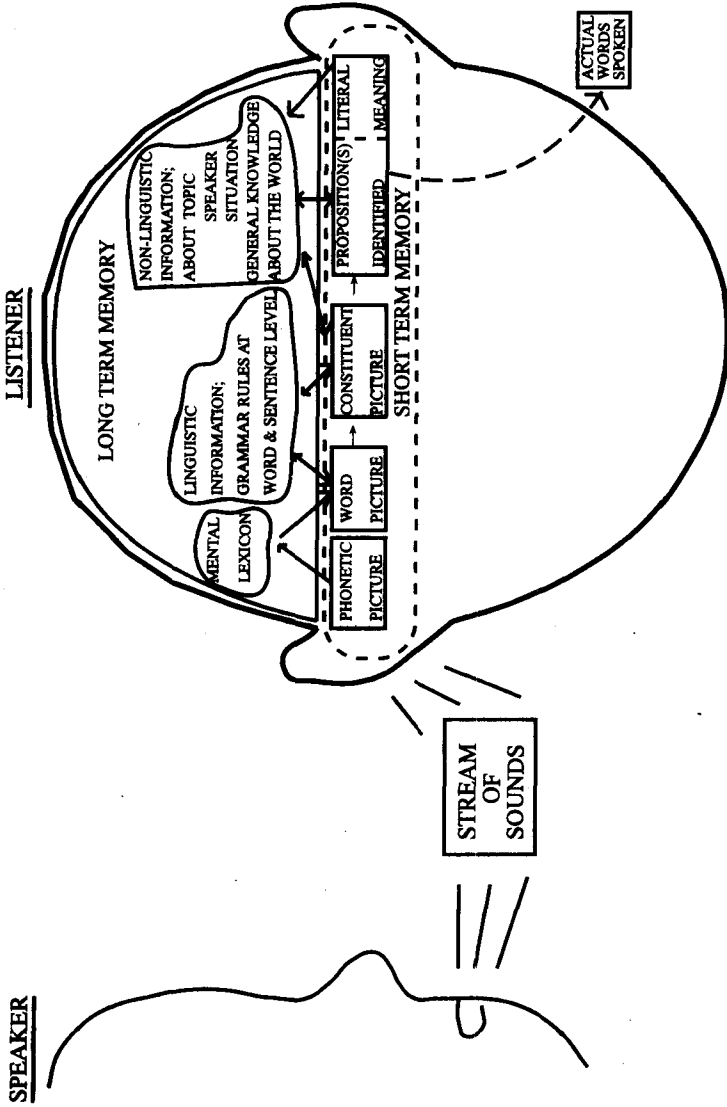 SPEAKER
LISTENER
STREAM
OF
SOUNDS
LONG TERM MEMORY
MENTAL
LEXICON
LINGUISTIC
INFORMATION;
GRAMMAR RULES AT
WORD & SENTENCE LEVEL
NON-LINGUISTIC
INFORMATION;
ABOUT TOPIC
SPEAKER
SITUATION
GENERAL KNOWLEDGE
ABOUT THE WORLD
PHONETIC
PICTURE
WORD
PICTURE
CONSTITUENT
PICTURE
PROPOSITION(S)
IDENTIFIED
LITERAL
MEANING
SHORT TERM MEMORY
ACTUAL
WORDS
SPOKEN